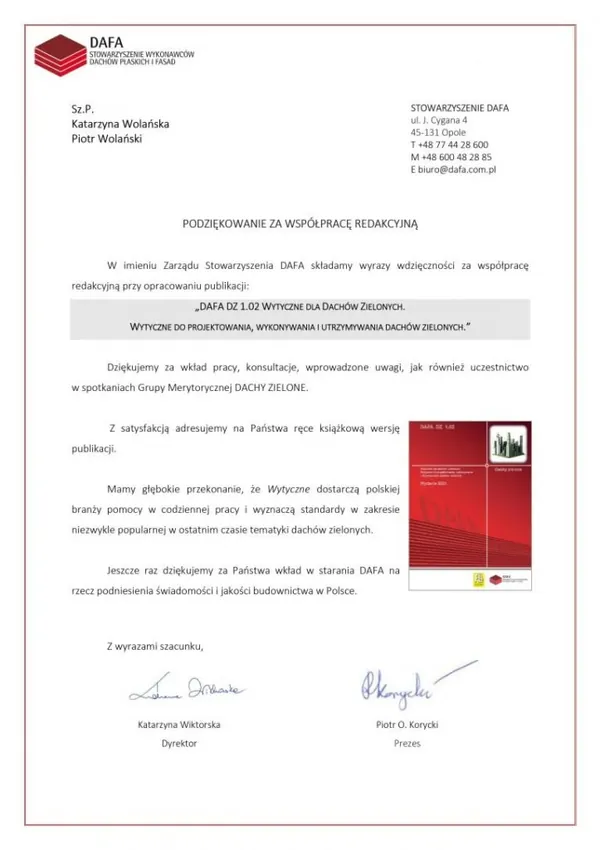 DAFA
STOWARZYSZENIE WYKONAWCÓW
DACHÓW PŁASKICH I FASAD
Sz.P.
Katarzyna Wolańska
Piotr Wolański
STOWARZYSZENIE DAFA
ul. J. Cygana 4
45-131 Opole
T +48 77 44 28 600
M +48 600 48 28 85
E biuro@dafa.com.pl
PODZIĘKOWANIE ZA WSPÓŁPRACĘ REDAKCYJNĄ
W imieniu Zarządu Stowarzyszenia DAFA składamy wyrazy wdzięczności za współpracę
redakcyjną przy opracowaniu publikacji:
„DAFA DZ 1.02 WYTYCZNE DLA DACHÓW ZIELONYCH.
WYTYCZNE DO PROJEKTOWANIA, WYKONYWANIA I UTRZYMYWANIA DACHÓW ZIELONYCH.”
Dziękujemy za wkład pracy, konsultacje, wprowadzone uwagi, jak również uczestnictwo
w spotkaniach Grupy Merytorycznej DACHY ZIELONE.
Z satysfakcją adresujemy na Państwa ręce książkową wersję
publikacji.
Mamy głębokie przekonanie, że Wytyczne dostarczą polskiej
branży pomocy w codziennej pracy i wyznaczą standardy w zakresie
niezwykle popularnej w ostatnim czasie tematyki dachów zielonych.
Jeszcze raz dziękujemy za Państwa wkład w starania DAFA na
rzecz podniesienia świadomości i jakości budownictwa w Polsce.
DAFA DZ 1.02
DAFA
Z wyrazami szacunku,
PKorycki
Katarzyna Wiktorska
Dyrektor
Piotr O. Korycki
Prezes